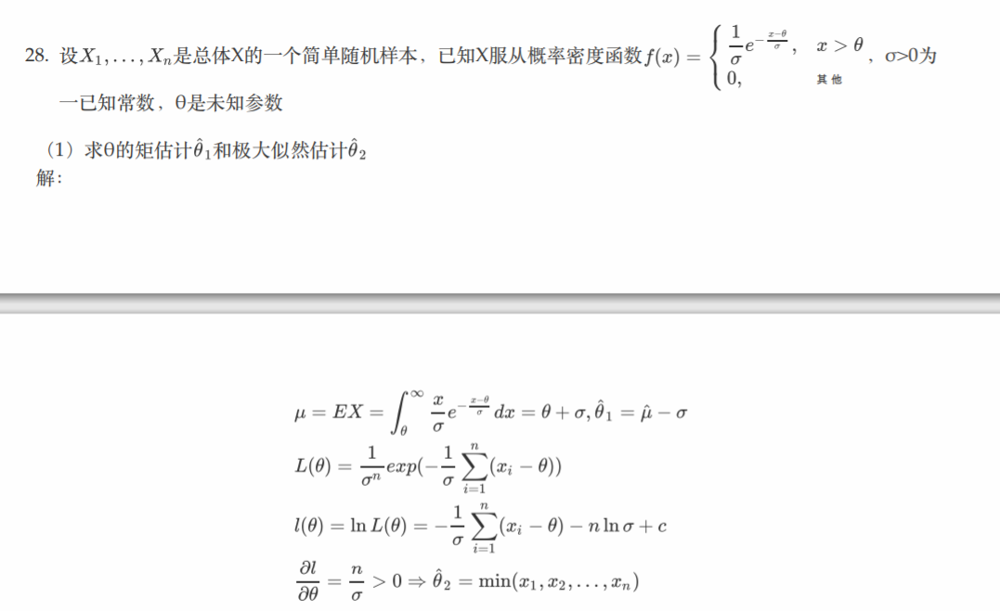 28. 设$X_1, \ldots, X_n$是总体X的一个简单随机样本，已知X服从概率密度函数$f(x) = \begin{cases} \frac{1}{\sigma}e^{-\frac{x-\theta}{\sigma}}, & x > \theta \\ 0, & 其他 \end{cases}$，σ>0为
一已知常数，θ是未知参数
（1）求θ的矩估计$\hat{\theta}_1$和极大似然估计$\hat{\theta}_2$
解：
$\mu = EX = \int_{\theta}^{\infty} \frac{x}{\sigma}e^{-\frac{x-\theta}{\sigma}}dx = \theta + \sigma, \hat{\theta}_1 = \hat{\mu} - \sigma$
$L(\theta) = \frac{1}{\sigma^n}exp(-\frac{1}{\sigma}\sum_{i=1}^{n}(x_i - \theta))$
$l(\theta) = \ln L(\theta) = -\frac{1}{\sigma}\sum_{i=1}^{n}(x_i - \theta) - n\ln\sigma + c$
$\frac{\partial l}{\partial \theta} = \frac{n}{\sigma} > 0 \Rightarrow \hat{\theta}_2 = \min(x_1, x_2, \ldots, x_n)$